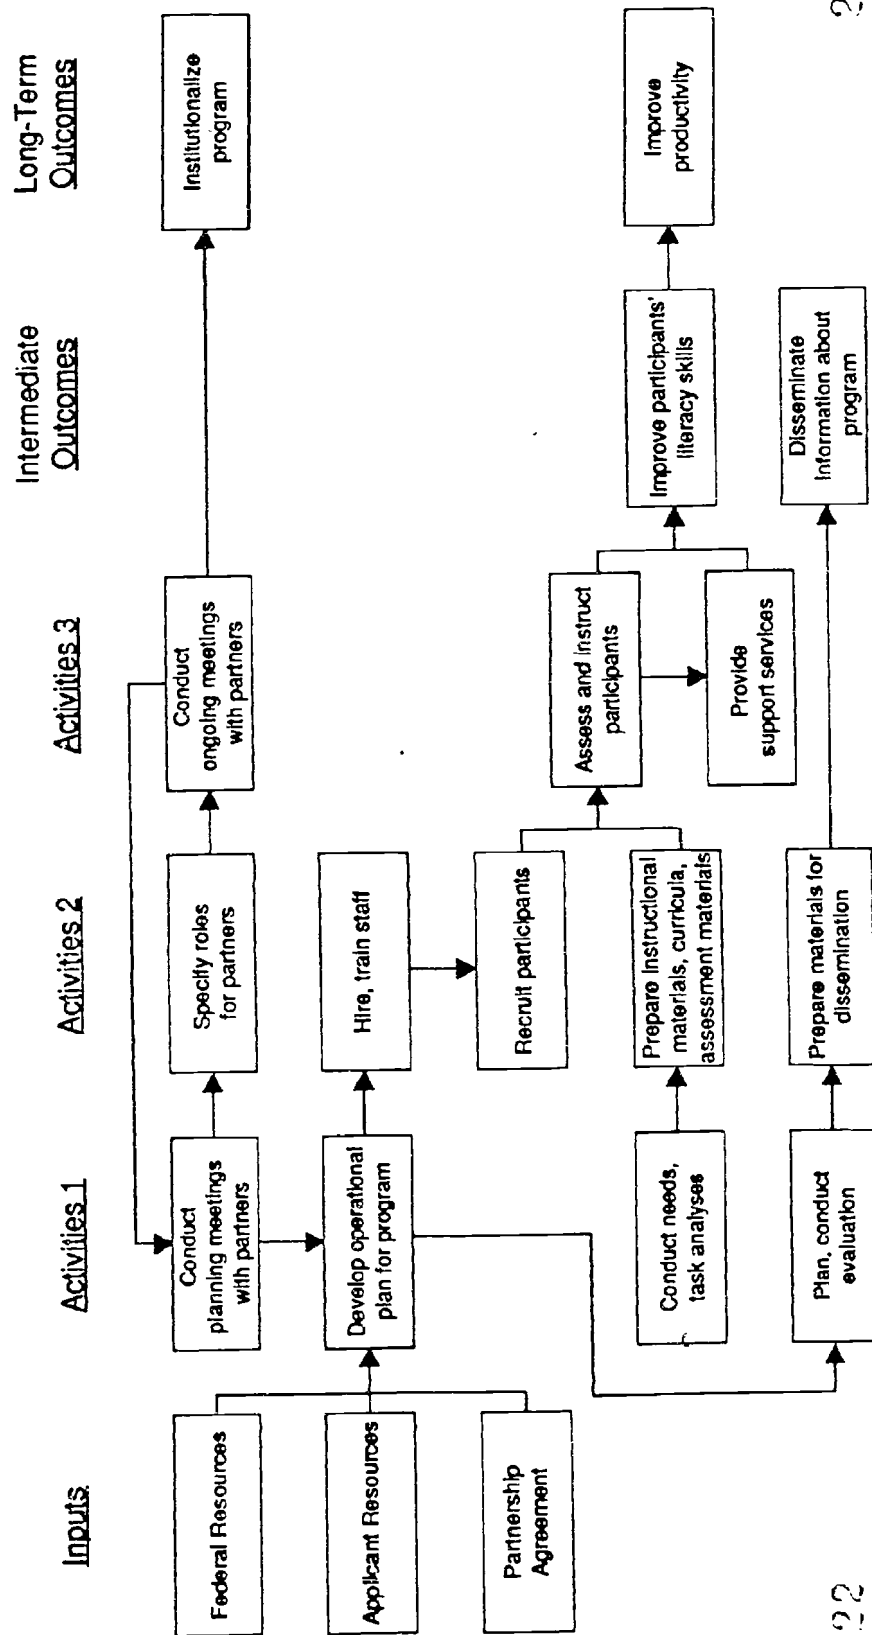 Inputs
Activities 1
Activities 2
Activities 3
Intermediate
Outcomes
Long-Term
Outcomes
Federal Resources
Applicant Resources
Partnership
Agreement
Conduct
planning meetings
with partners
Develop operational
plan for program
Conduct needs,
task analyses
Plan, conduct
evaluation
Specify roles
for partners
Hire, train staff
Recruit participants
Prepare Instructional
materials, curricula,
assessment materials
Prepare materials for
dissemination
Conduct
ongoing meetings
with partners
Assess and Instruct
participants
Provide
support services
Improve participants'
literacy skills
Disseminate
Information about
program
Institutionalize
program
Improve
productivity
22